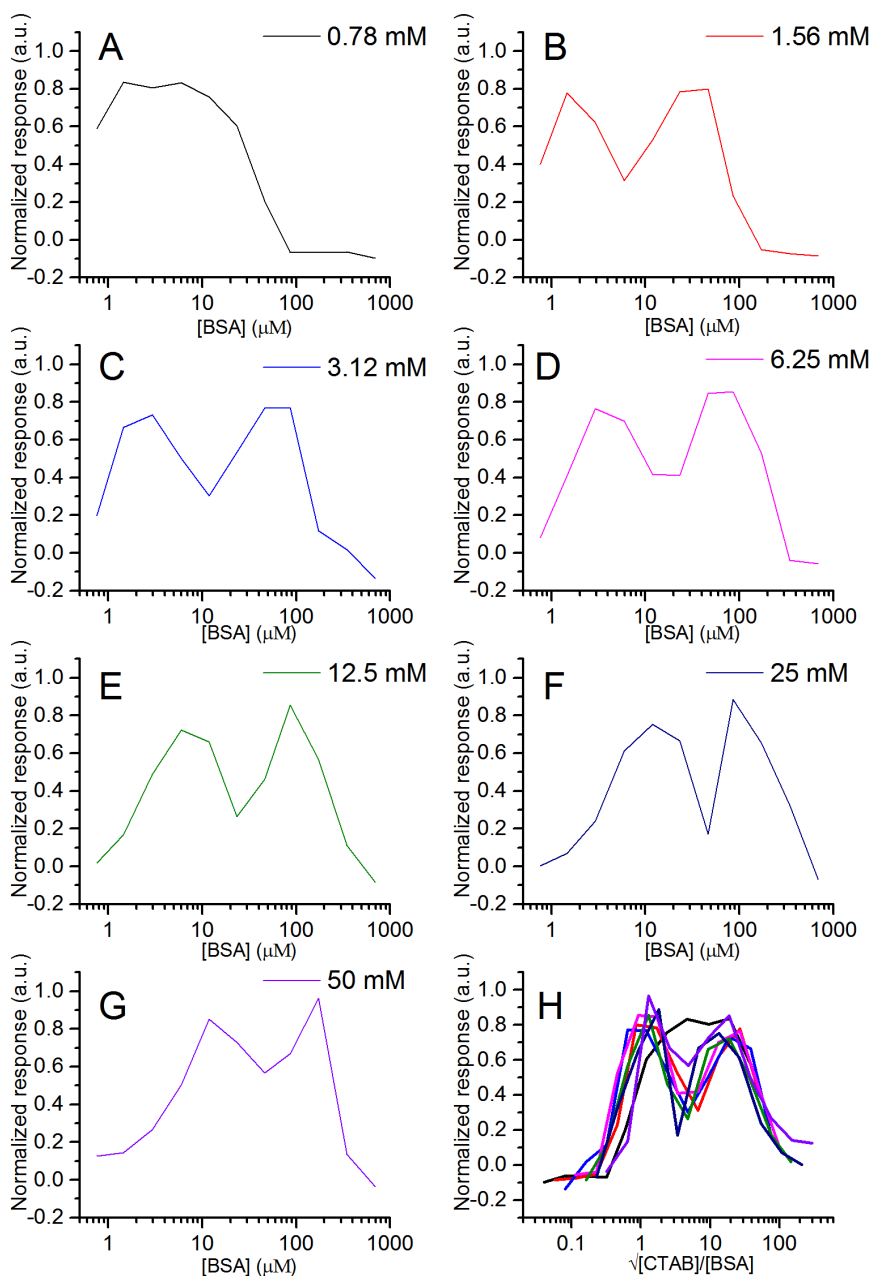 A
0.78 mM
Normalized response (a.u.)
1.0
0.8
0.6
0.4
0.2
0.0
-0.2
1
10
100
1000
[BSA] (μM)
B
1.56 mM
Normalized response (a.u.)
1.0
0.8
0.6
0.4
0.2
0.0
-0.2
1
10
100
1000
[BSA] (μM)
C
3.12 mM
Normalized response (a.u.)
1.0
0.8
0.6
0.4
0.2
0.0
-0.2
1
10
100
1000
[BSA] (μM)
D
6.25 mM
Normalized response (a.u.)
1.0
0.8
0.6
0.4
0.2
0.0
-0.2
1
10
100
1000
[BSA] (μM)
E
12.5 mM
Normalized response (a.u.)
1.0
0.8
0.6
0.4
0.2
0.0
-0.2
1
10
100
1000
[BSA] (μM)
F
25 mM
Normalized response (a.u.)
1.0
0.8
0.6
0.4
0.2
0.0
-0.2
1
10
100
1000
[BSA] (μM)
G
50 mM
Normalized response (a.u.)
1.0
0.8
0.6
0.4
0.2
0.0
-0.2
1
10
100
1000
[BSA] (μM)
H
Normalized response (a.u.)
1.0
0.8
0.6
0.4
0.2
0.0
-0.2
0.1
1
10
100
√[CTAB]/[BSA]